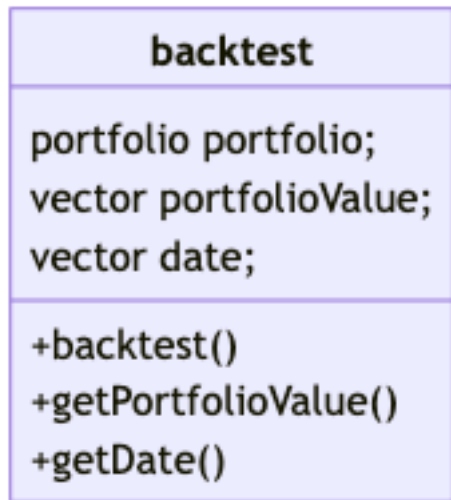 backtest
portfolio portfolio;
vector portfolioValue;
vector date;
+backtest()
+getPortfolioValue()
+getDate()